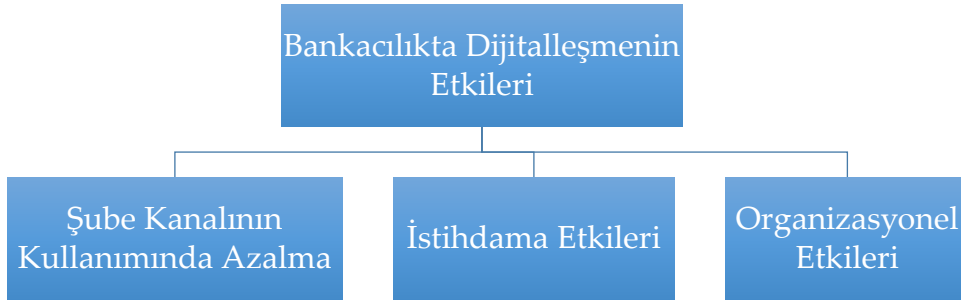 Bankacılıkta Dijitalleşmenin
Etkileri
Şube Kanalının
Kullanımında Azalma
İstihdama Etkileri
Organizasyonel
Etkileri